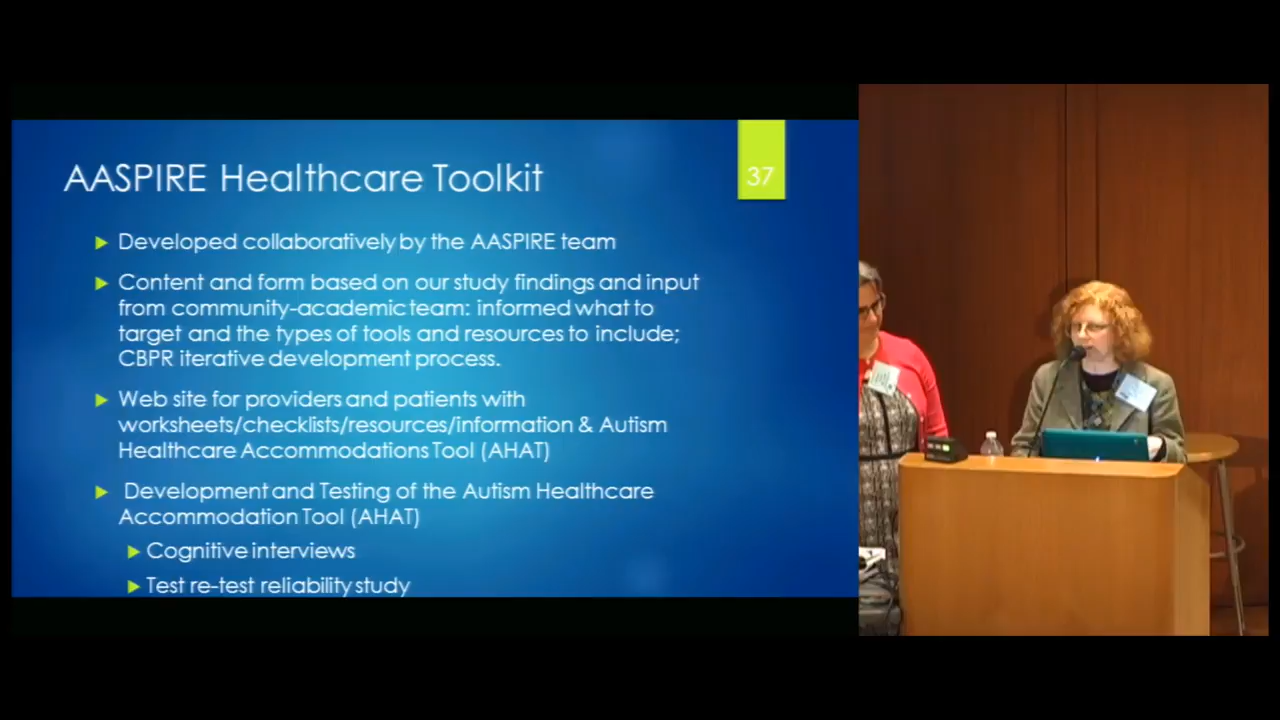 AASPIRE Healthcare Toolkit
37
Developed collaboratively by the AASPIRE team
Content and form based on our study findings and input
from community-academic team: informed what to
target and the types of tools and resources to include;
CBPR iterative development process.
Web site for providers and patients with
worksheets/checklists/resources/information & Autism
Healthcare Accommodations Tool (AHAT)
Development and Testing of the Autism Healthcare
Accommodation Tool (AHAT)
Cognitive interviews
Test re-test reliability study